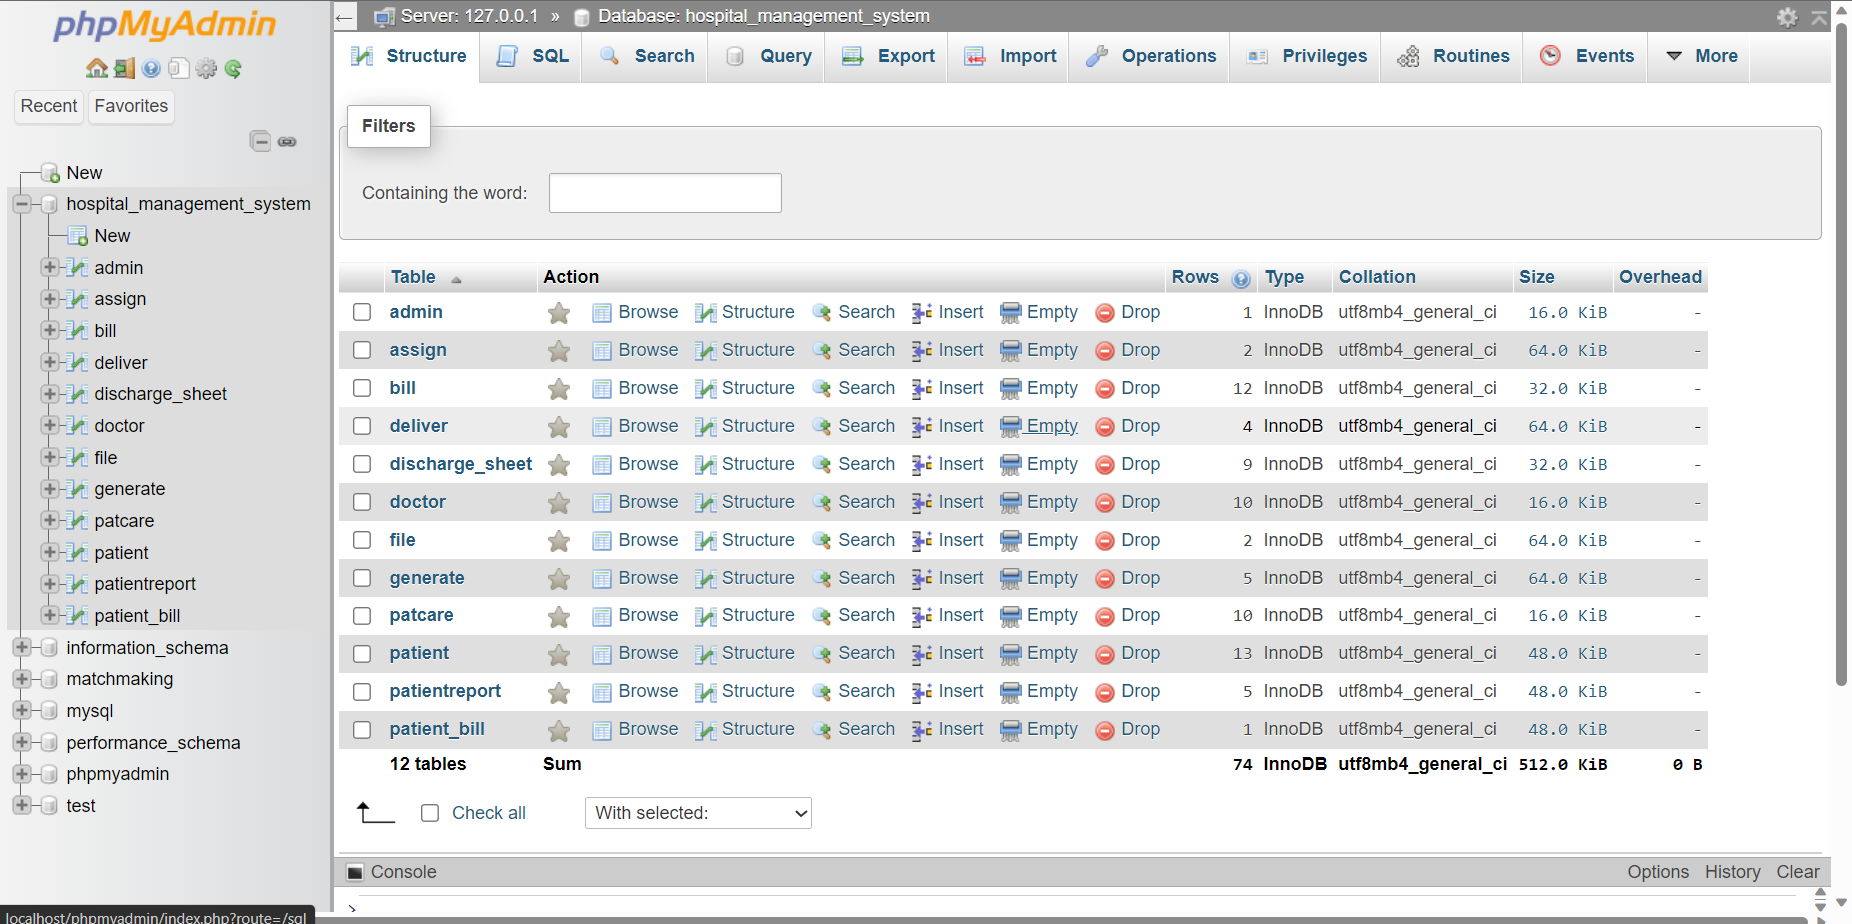 phpMyAdmin
Recent Favorites
New
hospital_management_system
New
admin
assign
bill
deliver
discharge_sheet
doctor
file
generate
patcare
patient
patientreport
patient_bill
information_schema
matchmaking
mysql
performance_schema
phpmyadmin
test
localhost/phpmyadmin/index.php?route=/sql
Server: 127.0.0.1 » Database: hospital_management_system
Structure SQL Search Query Export Import Operations Privileges Routines Events More
Filters
Containing the word:
Table Action Rows Type Collation Size Overhead
admin Browse Structure Search Insert Empty Drop 1 InnoDB utf8mb4_general_ci 16.0 KiB -
assign Browse Structure Search Insert Empty Drop 2 InnoDB utf8mb4_general_ci 64.0 KiB -
bill Browse Structure Search Insert Empty Drop 12 InnoDB utf8mb4_general_ci 32.0 KiB -
deliver Browse Structure Search Insert Empty Drop 4 InnoDB utf8mb4_general_ci 64.0 KiB -
discharge_sheet Browse Structure Search Insert Empty Drop 9 InnoDB utf8mb4_general_ci 32.0 KiB -
doctor Browse Structure Search Insert Empty Drop 10 InnoDB utf8mb4_general_ci 16.0 KiB -
file Browse Structure Search Insert Empty Drop 2 InnoDB utf8mb4_general_ci 64.0 KiB -
generate Browse Structure Search Insert Empty Drop 5 InnoDB utf8mb4_general_ci 64.0 KiB -
patcare Browse Structure Search Insert Empty Drop 10 InnoDB utf8mb4_general_ci 16.0 KiB -
patient Browse Structure Search Insert Empty Drop 13 InnoDB utf8mb4_general_ci 48.0 KiB -
patientreport Browse Structure Search Insert Empty Drop 5 InnoDB utf8mb4_general_ci 48.0 KiB -
patient_bill Browse Structure Search Insert Empty Drop 1 InnoDB utf8mb4_general_ci 48.0 KiB -
12 tables Sum 74 InnoDB utf8mb4_general_ci 512.0 KiB 0 B
Check all With selected:
Console Options History Clear
>